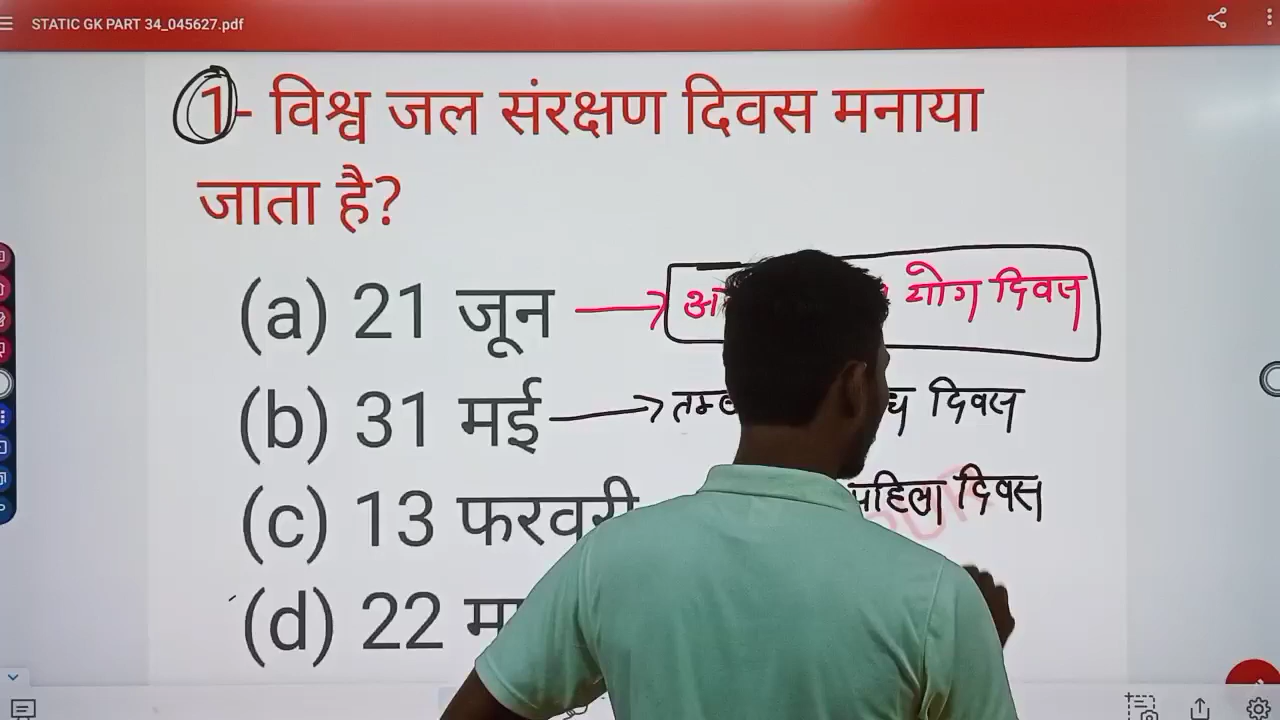 STATIC GK PART 34_045627.pdf
1- विश्व जल संरक्षण दिवस मनाया
जाता है?
(a) 21 जून → योग दिवस
(b) 31 मई → दिवस
(c) 13 फरवरी महिला दिवस
(d) 22